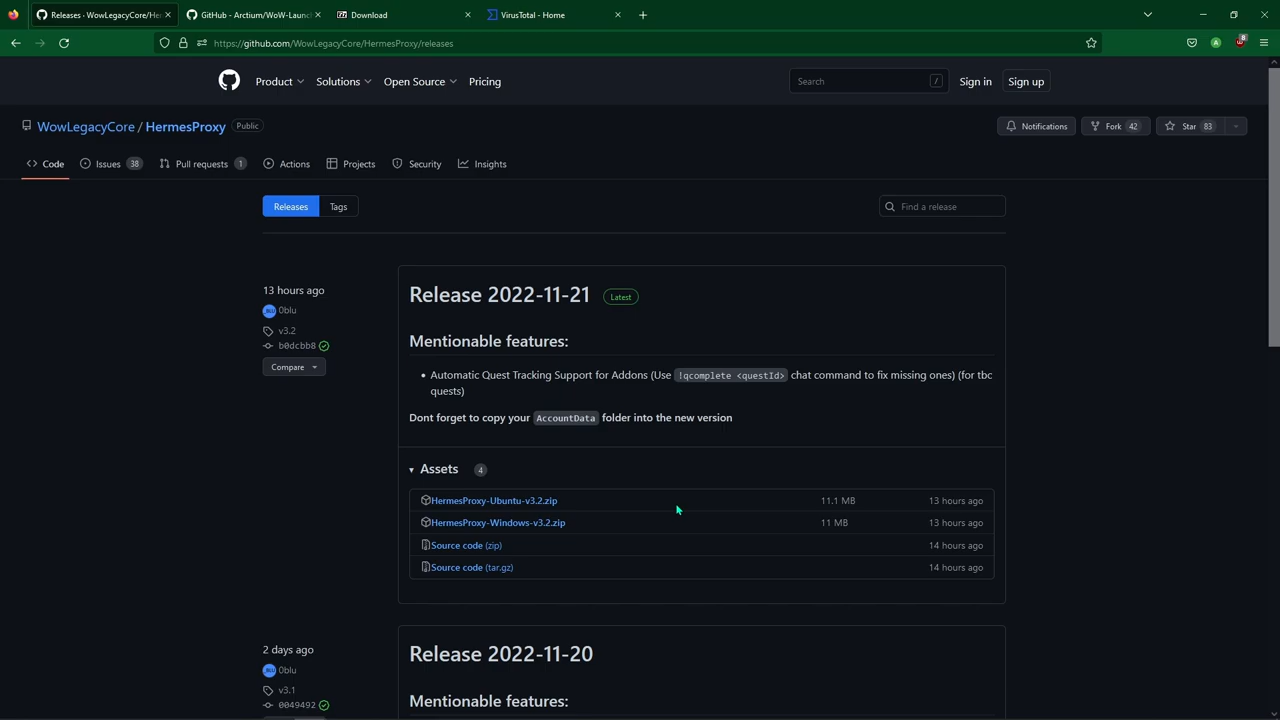 Releases · WowLegacyCore/Her
GitHub - Arctium/WoW-Launc
Download
VirusTotal - Home
https://github.com/WowLegacyCore/HermesProxy/releases
8
Product
Solutions
Open Source
Pricing
Search
/
Sign in
Sign up
WowLegacyCore / HermesProxy
Public
Notifications
Fork 42
Star 83
Code
Issues 38
Pull requests 1
Actions
Projects
Security
Insights
Releases
Tags
Find a release
13 hours ago
0blu
v3.2
b0dcbb8
Compare
Release 2022-11-21
Latest
Mentionable features:
• Automatic Quest Tracking Support for Addons (Use !qcomplete <questId> chat command to fix missing ones) (for tbc
quests)
Dont forget to copy your AccountData folder into the new version
Assets 4
HermesProxy-Ubuntu-v3.2.zip 11.1 MB 13 hours ago
HermesProxy-Windows-v3.2.zip 11 MB 13 hours ago
Source code (zip) 14 hours ago
Source code (tar.gz) 14 hours ago
2 days ago
0blu
v3.1
0049492
Release 2022-11-20
Mentionable features: